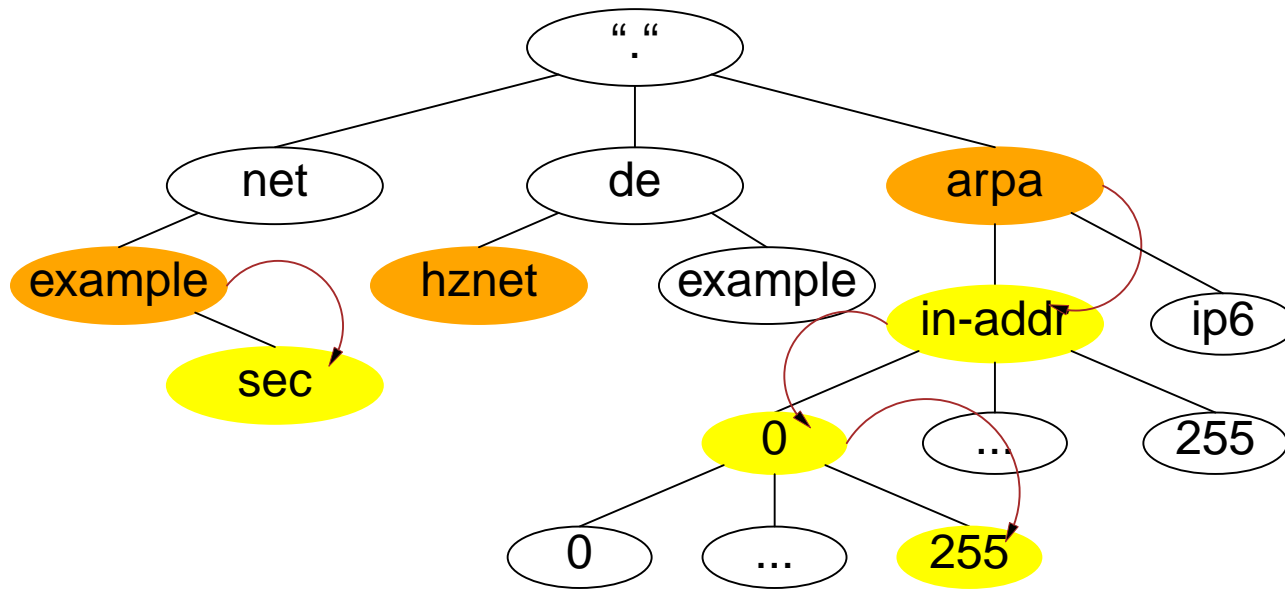 “.“
net
de
arpa
example
hznet
example
in-addr
ip6
sec
0
...
255
0
...
255